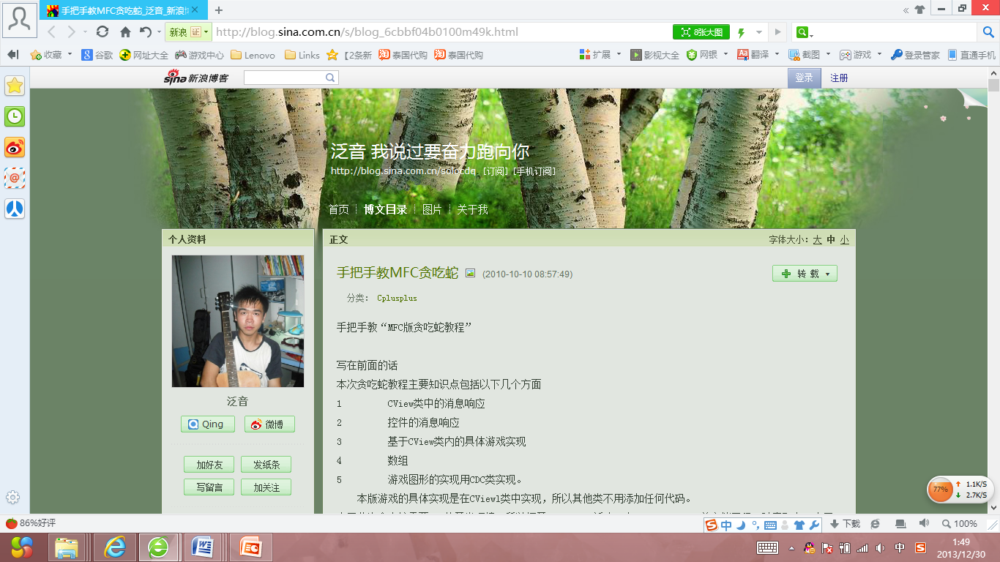 手把手教MFC贪吃蛇_泛音_新浪
新浪 证 http://blog.sina.com.cn/s/blog_6cbbf04b0100m49k.html 8张大图
收藏 谷歌 网址大全 游戏中心 Lenovo Links 【2条新 泰国代购 泰国代购 扩展 影视大全 网银 翻译 截图 游戏 登录管家 直通手机
sina 新浪博客 登录 注册
泛音 我说过要奋力跑向你
http://blog.sina.com.cn/solocdq [订阅] [手机订阅]
首页 博文目录 图片 关于我
个人资料
泛音
Qing 微博
加好友 发纸条
写留言 加关注
正文 字体大小：大 中 小
手把手教MFC贪吃蛇 (2010-10-10 08:57:49) 转 载
分类： Cplusplus
手把手教“MFC版贪吃蛇教程”
写在前面的话
本次贪吃蛇教程主要知识点包括以下几个方面
1 CView类中的消息响应
2 控件的消息响应
3 基于CView类内的具体游戏实现
4 数组
5 游戏图形的实现用CDC类实现。
本版游戏的具体实现是在CViewl类中实现，所以其他类不用添加任何代码。
77% 1.1K/S
2.7K/S
86%好评 中 下载 100%
中 1:49
2013/12/30